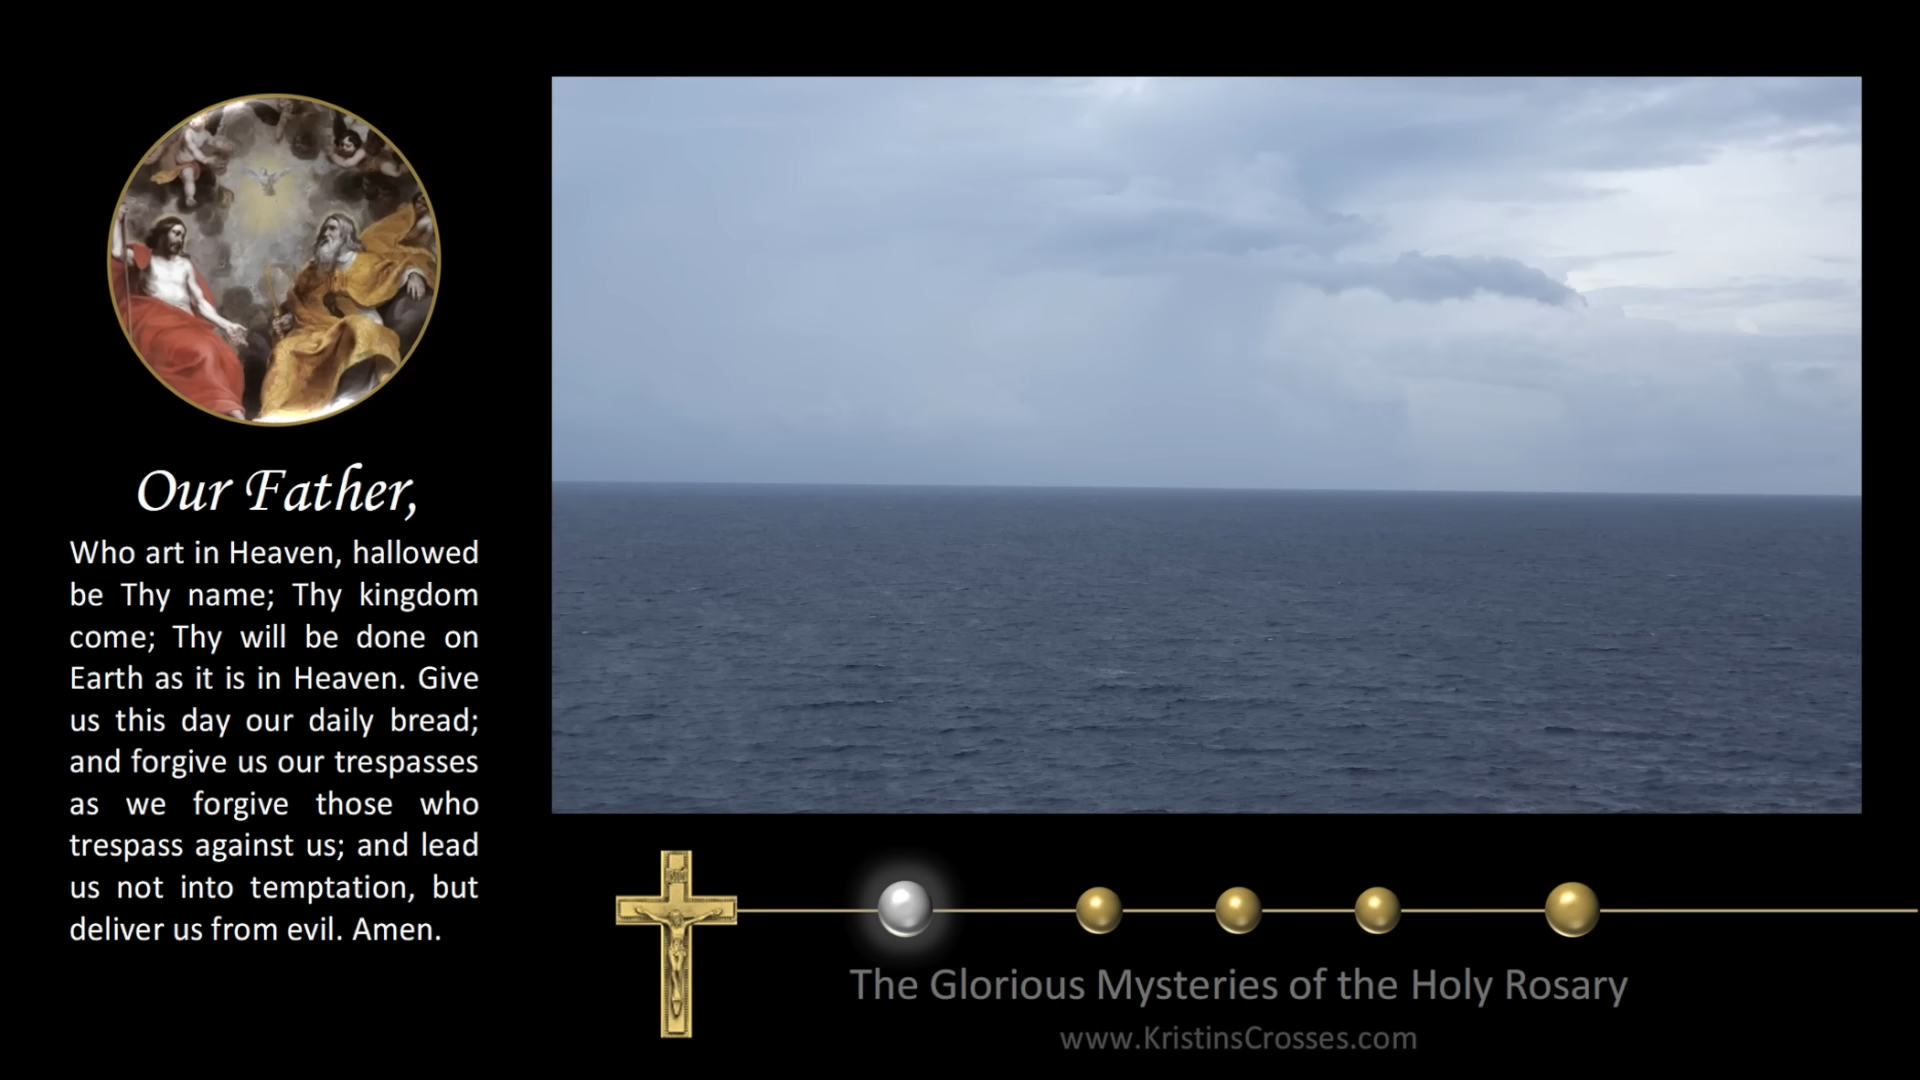 Our Father,
Who art in Heaven, hallowed
be Thy name; Thy kingdom
come; Thy will be done on
Earth as it is in Heaven. Give
us this day our daily bread;
and forgive us our trespasses
as we forgive those who
trespass against us; and lead
us not into temptation, but
deliver us from evil. Amen.
The Glorious Mysteries of the Holy Rosary
www.KristinsCrosses.com